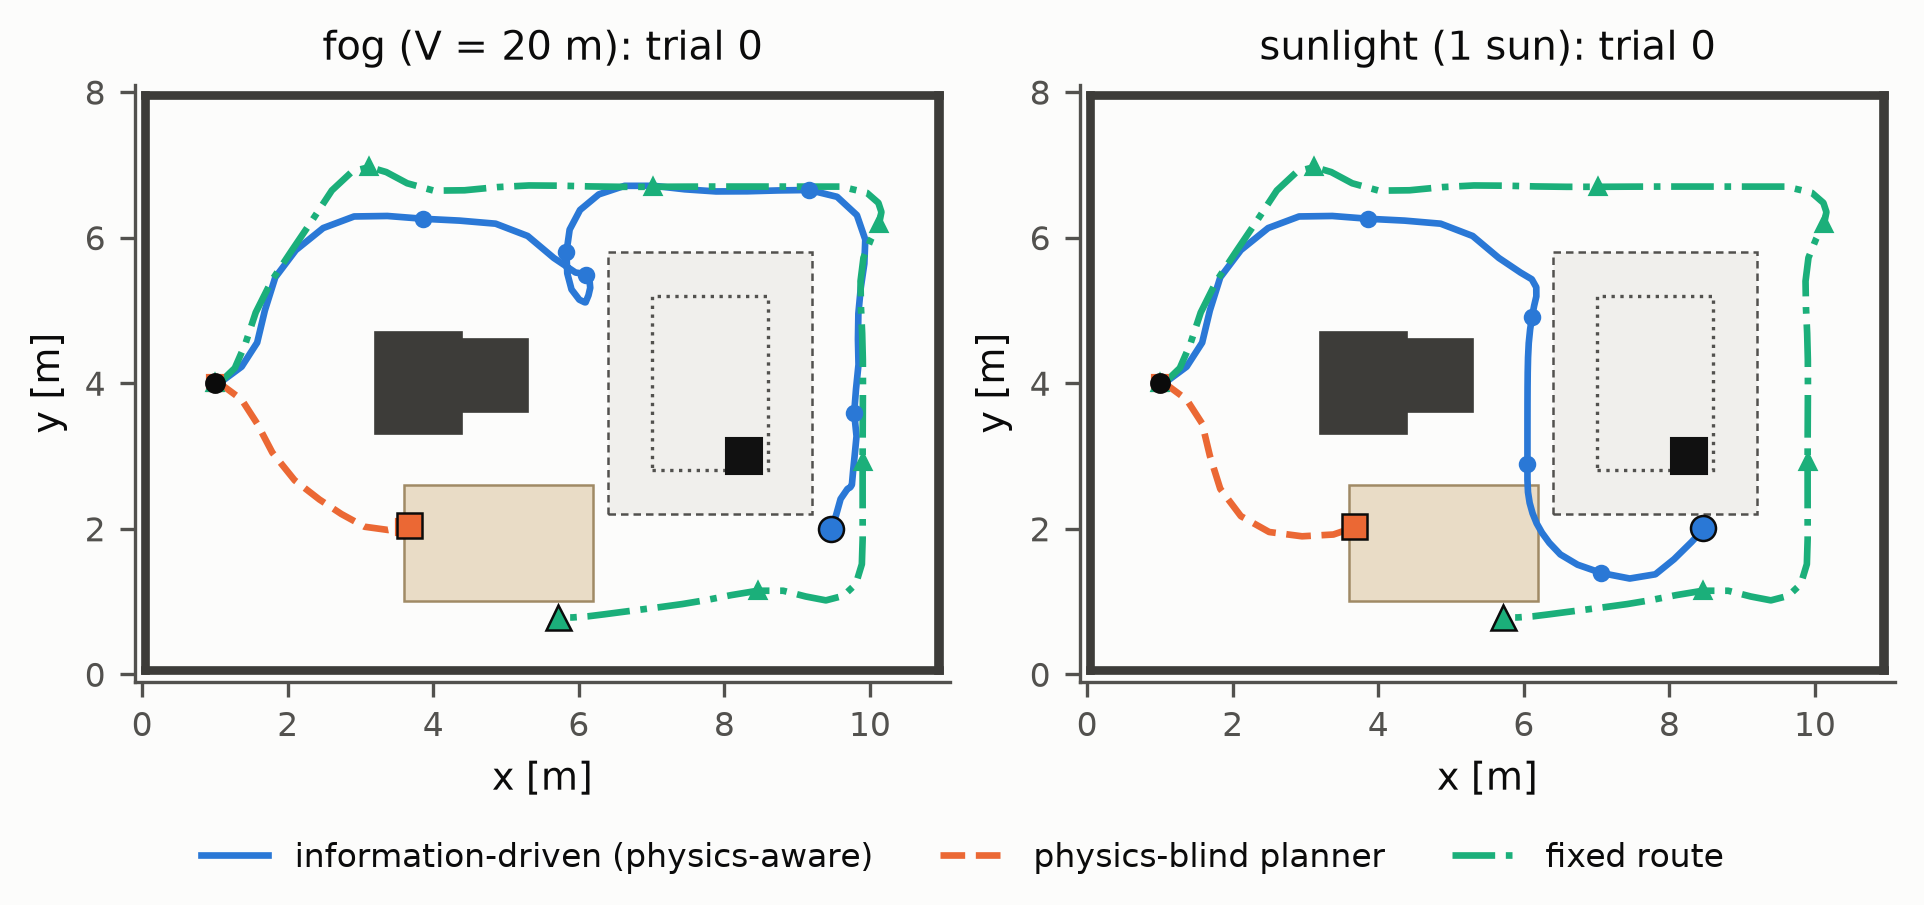 fog (V = 20 m): trial 0
8
6
4
2
0
y [m]
0 2 4 6 8 10
x [m]
sunlight (1 sun): trial 0
8
6
4
2
0
y [m]
0 2 4 6 8 10
x [m]
information-driven (physics-aware) physics-blind planner fixed route